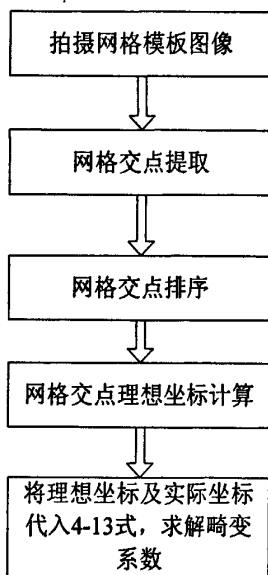 拍摄网格模板图像
网格交点提取
网格交点排序
网格交点理想坐标计算
将理想坐标及实际坐标
代入4-13式，求解畸变
系数